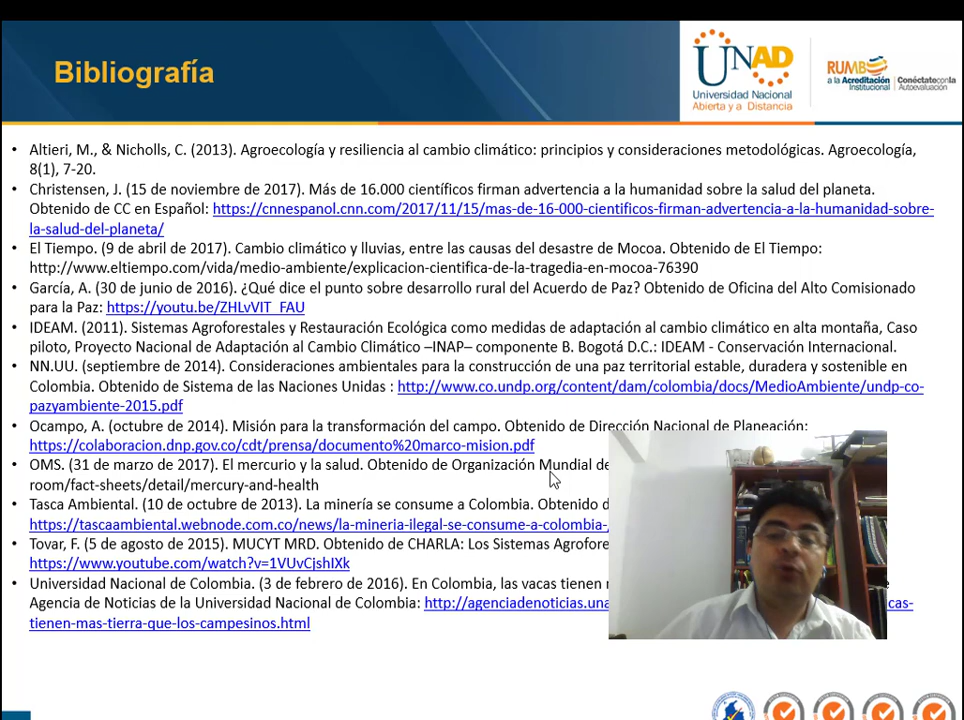 Bibliografía
UNAD
Universidad Nacional
Abierta y a Distancia
RUMBO
a la Acreditación
Institucional
Conéctate con la
Autoevaluación
• Altieri, M., & Nicholls, C. (2013). Agroecología y resiliencia al cambio climático: principios y consideraciones metodológicas. Agroecología,
8(1), 7-20.
• Christensen, J. (15 de noviembre de 2017). Más de 16.000 científicos firman advertencia a la humanidad sobre la salud del planeta.
Obtenido de CC en Español: https://cnnespanol.cnn.com/2017/11/15/mas-de-16-000-cientificos-firman-advertencia-a-la-humanidad-sobre-
la-salud-del-planeta/
• El Tiempo. (9 de abril de 2017). Cambio climático y lluvias, entre las causas del desastre de Mocoa. Obtenido de El Tiempo:
http://www.eltiempo.com/vida/medio-ambiente/explicacion-cientifica-de-la-tragedia-en-mocoa-76390
• García, A. (30 de junio de 2016). ¿Qué dice el punto sobre desarrollo rural del Acuerdo de Paz? Obtenido de Oficina del Alto Comisionado
para la Paz: https://youtu.be/ZHLvVIT_FAU
• IDEAM. (2011). Sistemas Agroforestales y Restauración Ecológica como medidas de adaptación al cambio climático en alta montaña, Caso
piloto, Proyecto Nacional de Adaptación al Cambio Climático –INAP– componente B. Bogotá D.C.: IDEAM - Conservación Internacional.
• NN.UU. (septiembre de 2014). Consideraciones ambientales para la construcción de una paz territorial estable, duradera y sostenible en
Colombia. Obtenido de Sistema de las Naciones Unidas : http://www.co.undp.org/content/dam/colombia/docs/MedioAmbiente/undp-co-
pazyambiente-2015.pdf
• Ocampo, A. (octubre de 2014). Misión para la transformación del campo. Obtenido de Dirección Nacional de Planeación:
https://colaboracion.dnp.gov.co/cdt/prensa/documento%20marco-mision.pdf
• OMS. (31 de marzo de 2017). El mercurio y la salud. Obtenido de Organización Mundial de
room/fact-sheets/detail/mercury-and-health
• Tasca Ambiental. (10 de octubre de 2013). La minería se consume a Colombia. Obtenido d
https://tascaambiental.webnode.com.co/news/la-mineria-ilegal-se-consume-a-colombia-
• Tovar, F. (5 de agosto de 2015). MUCYT MRD. Obtenido de CHARLA: Los Sistemas Agrofore
https://www.youtube.com/watch?v=1VUvCjshIXk
• Universidad Nacional de Colombia. (3 de febrero de 2016). En Colombia, las vacas tienen
Agencia de Noticias de la Universidad Nacional de Colombia: http://agenciadenoticias.una cas-
tienen-mas-tierra-que-los-campesinos.html